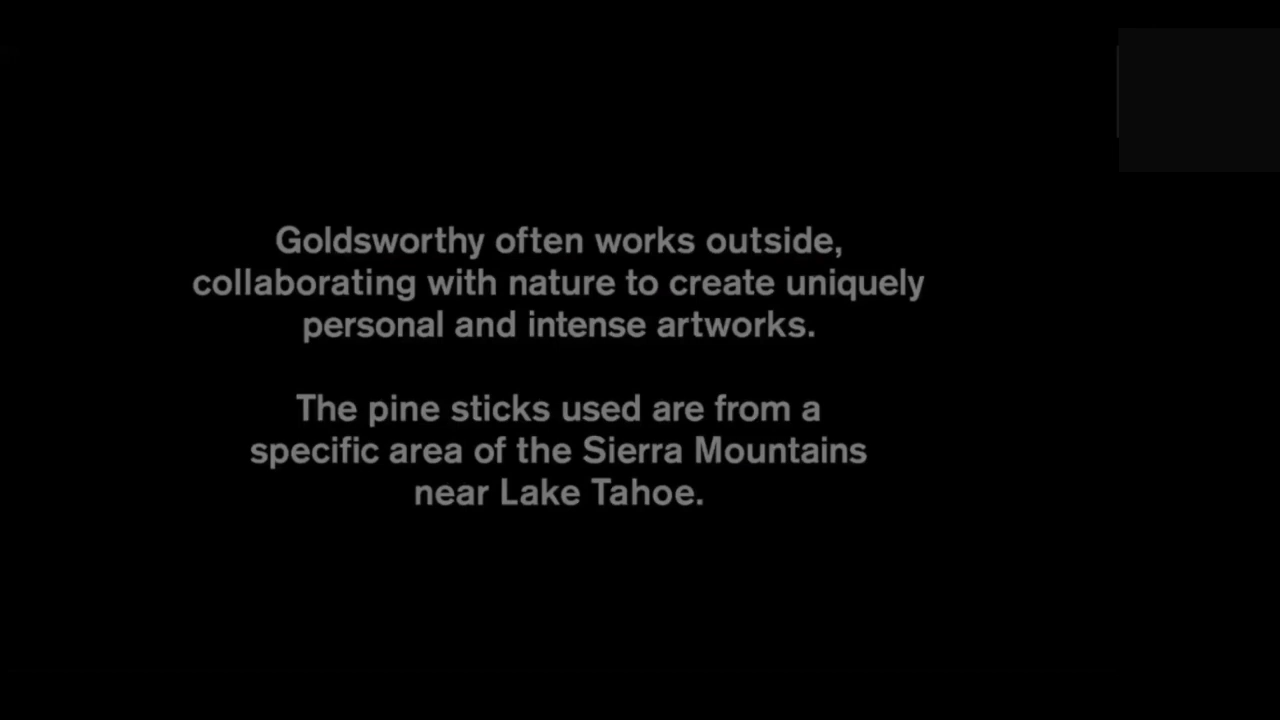 Goldsworthy often works outside,
collaborating with nature to create uniquely
personal and intense artworks.
The pine sticks used are from a
specific area of the Sierra Mountains
near Lake Tahoe.